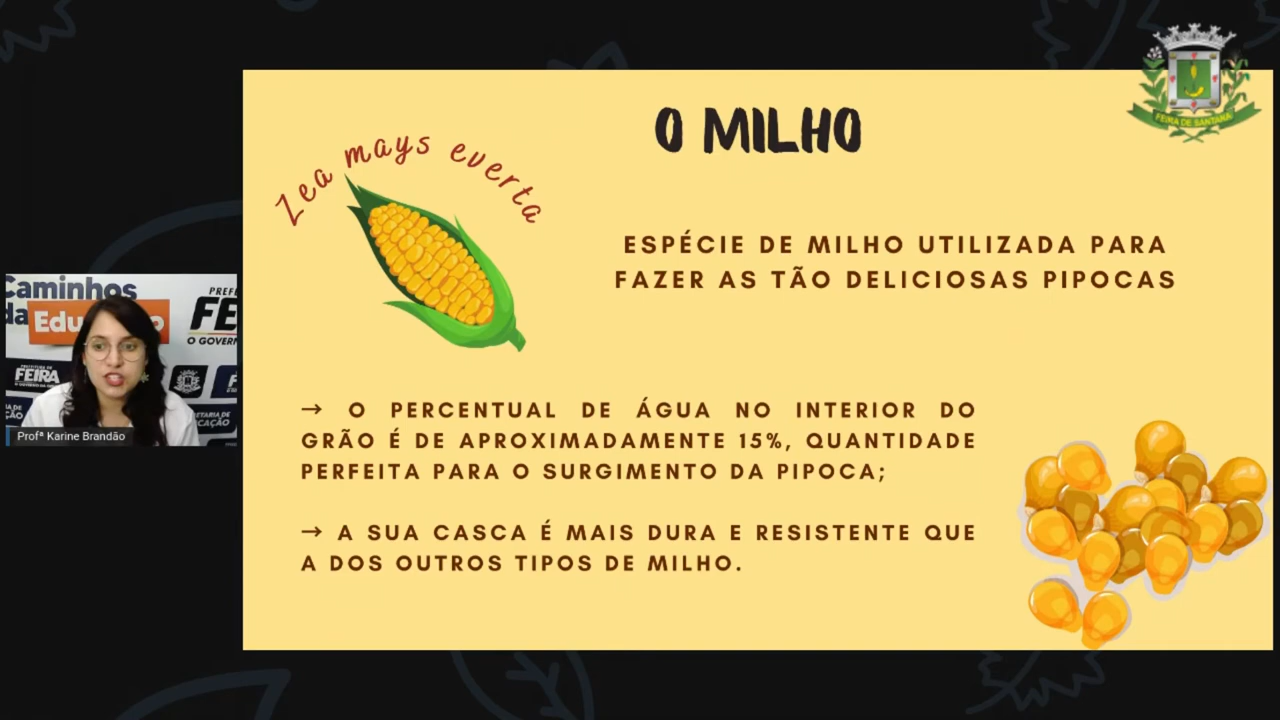 FEIRA DE SANTANA
O MILHO
Zea mays everta
ESPÉCIE DE MILHO UTILIZADA PARA
FAZER AS TÃO DELICIOSAS PIPOCAS
Caminhos
da Edu
PREFE
FE
O GOVERN
FEIRA
Profª Karine Brandão
→ O PERCENTUAL DE ÁGUA NO INTERIOR DO
GRÃO É DE APROXIMADAMENTE 15%, QUANTIDADE
PERFEITA PARA O SURGIMENTO DA PIPOCA;
→ A SUA CASCA É MAIS DURA E RESISTENTE QUE
A DOS OUTROS TIPOS DE MILHO.